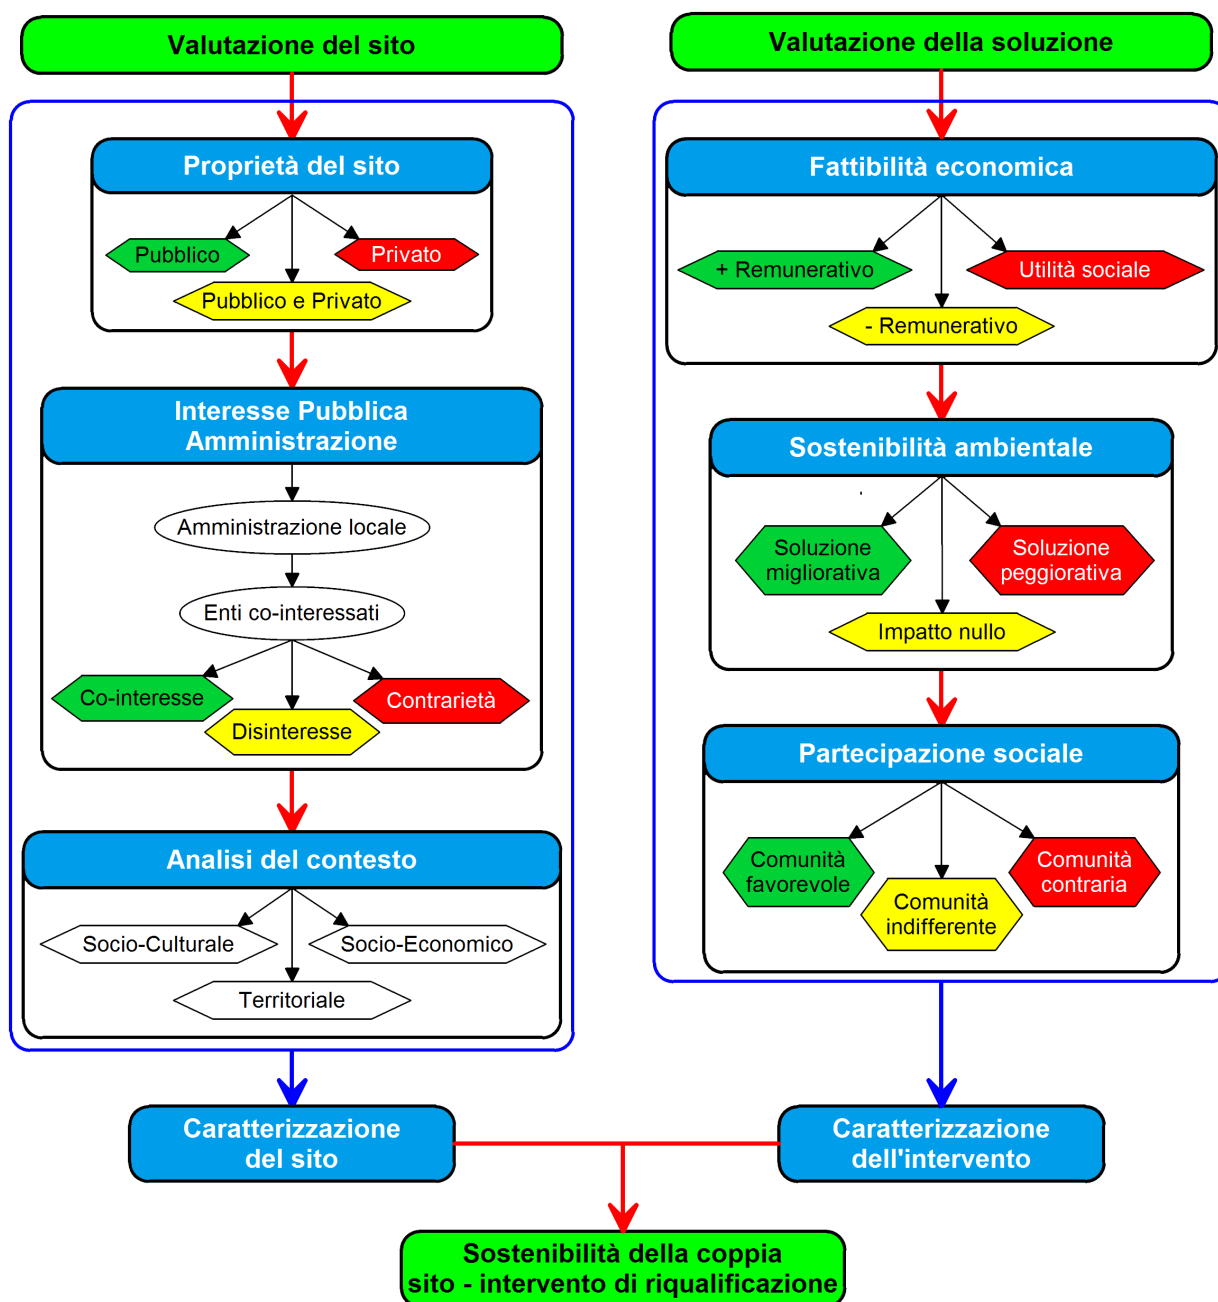 Valutazione del sito
Proprietà del sito
Pubblico
Privato
Pubblico e Privato
Interesse Pubblica
Amministrazione
Amministrazione locale
Enti co-interessati
Co-interesse
Contrarietà
Disinteresse
Analisi del contesto
Socio-Culturale
Socio-Economico
Territoriale
Caratterizzazione
del sito
Valutazione della soluzione
Fattibilità economica
+ Remunerativo
Utilità sociale
- Remunerativo
Sostenibilità ambientale
Soluzione
migliorativa
Soluzione
peggiorativa
Impatto nullo
Partecipazione sociale
Comunità
favorevole
Comunità
contraria
Comunità
indifferente
Caratterizzazione
dell'intervento
Sostenibilità della coppia
sito - intervento di riqualificazione